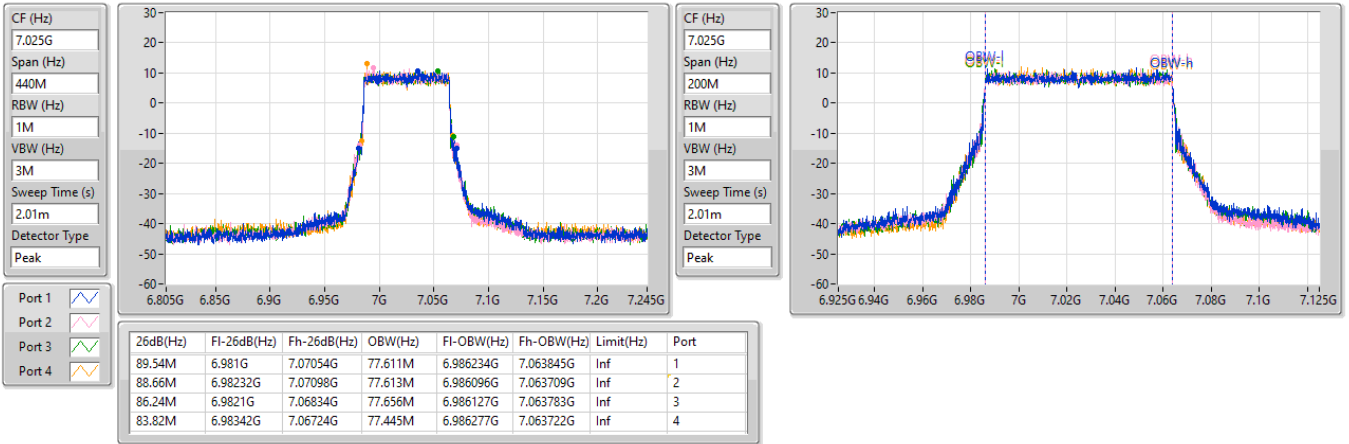 CF (Hz)
7.025G
Span (Hz)
440M
RBW (Hz)
1M
VBW (Hz)
3M
Sweep Time (s)
2.01m
Detector Type
Peak
30
20
10
0
-10
-20
-30
-40
-50
-60
6.805G 6.85G 6.9G 6.95G 7G 7.05G 7.1G 7.15G 7.2G 7.245G
CF (Hz)
7.025G
Span (Hz)
200M
RBW (Hz)
1M
VBW (Hz)
3M
Sweep Time (s)
2.01m
Detector Type
Peak
30
20
10
0
-10
-20
-30
-40
-50
-60
OBW-l
OBW-l
OBW-h
6.925G 6.94G 6.96G 6.98G 7G 7.02G 7.04G 7.06G 7.08G 7.1G 7.125G
Port 1
Port 2
Port 3
Port 4
26dB(Hz) Fl-26dB(Hz) Fh-26dB(Hz) OBW(Hz) Fl-OBW(Hz) Fh-OBW(Hz) Limit(Hz) Port
89.54M 6.981G 7.07054G 77.611M 6.986234G 7.063845G Inf 1
88.66M 6.98232G 7.07098G 77.613M 6.986096G 7.063709G Inf 2
86.24M 6.9821G 7.06834G 77.656M 6.986127G 7.063783G Inf 3
83.82M 6.98342G 7.06724G 77.445M 6.986277G 7.063722G Inf 4